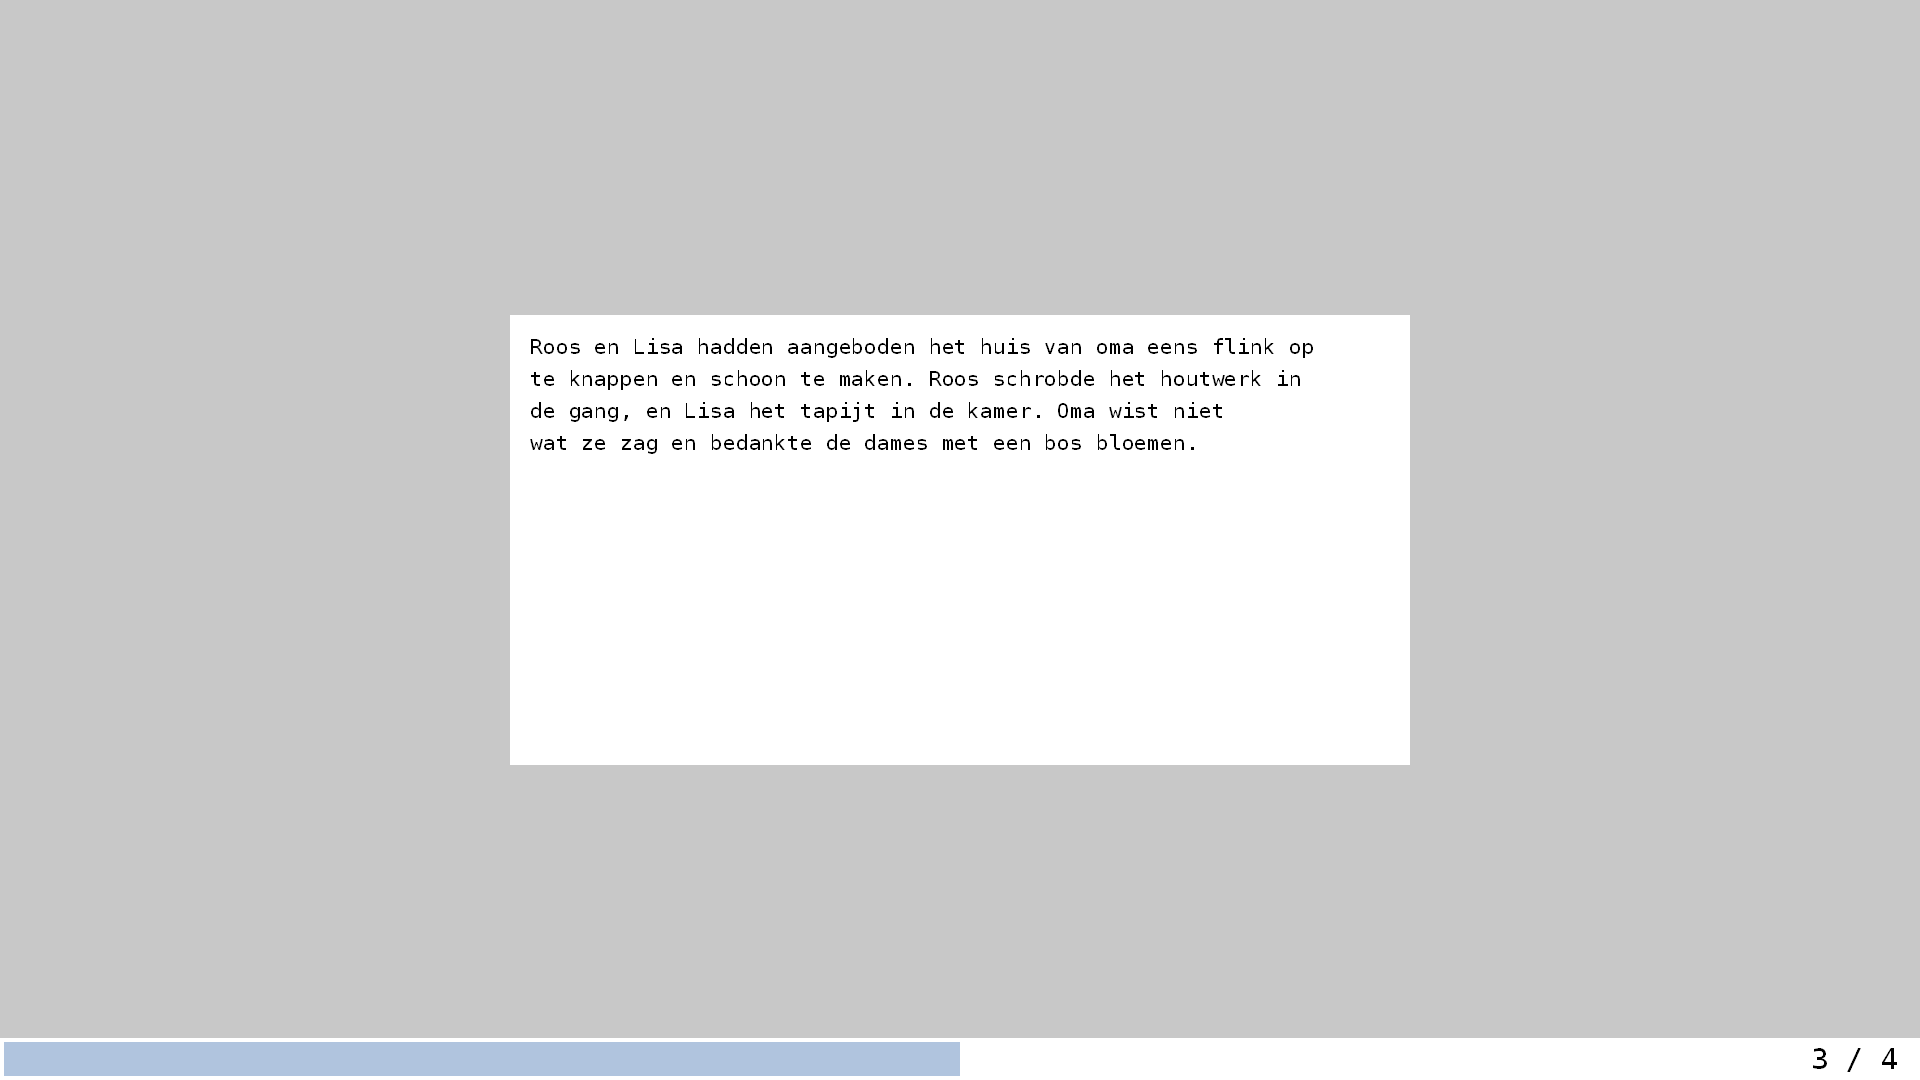 Roos en Lisa hadden aangeboden het huis van oma eens flink op
te knappen en schoon te maken. Roos schrobde het houtwerk in
de gang, en Lisa het tapijt in de kamer. Oma wist niet
wat ze zag en bedankte de dames met een bos bloemen.
3 / 4